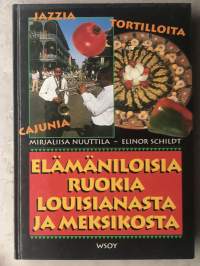 JAZZIA
TORTILLOITA
CAJUNIA
MIRJALIISA NUUTTILA – ELINOR SCHILDT
ELÄMÄNILOISIA
RUOKIA
LOUISIANASTA
JA MEKSIKOSTA
WSOY